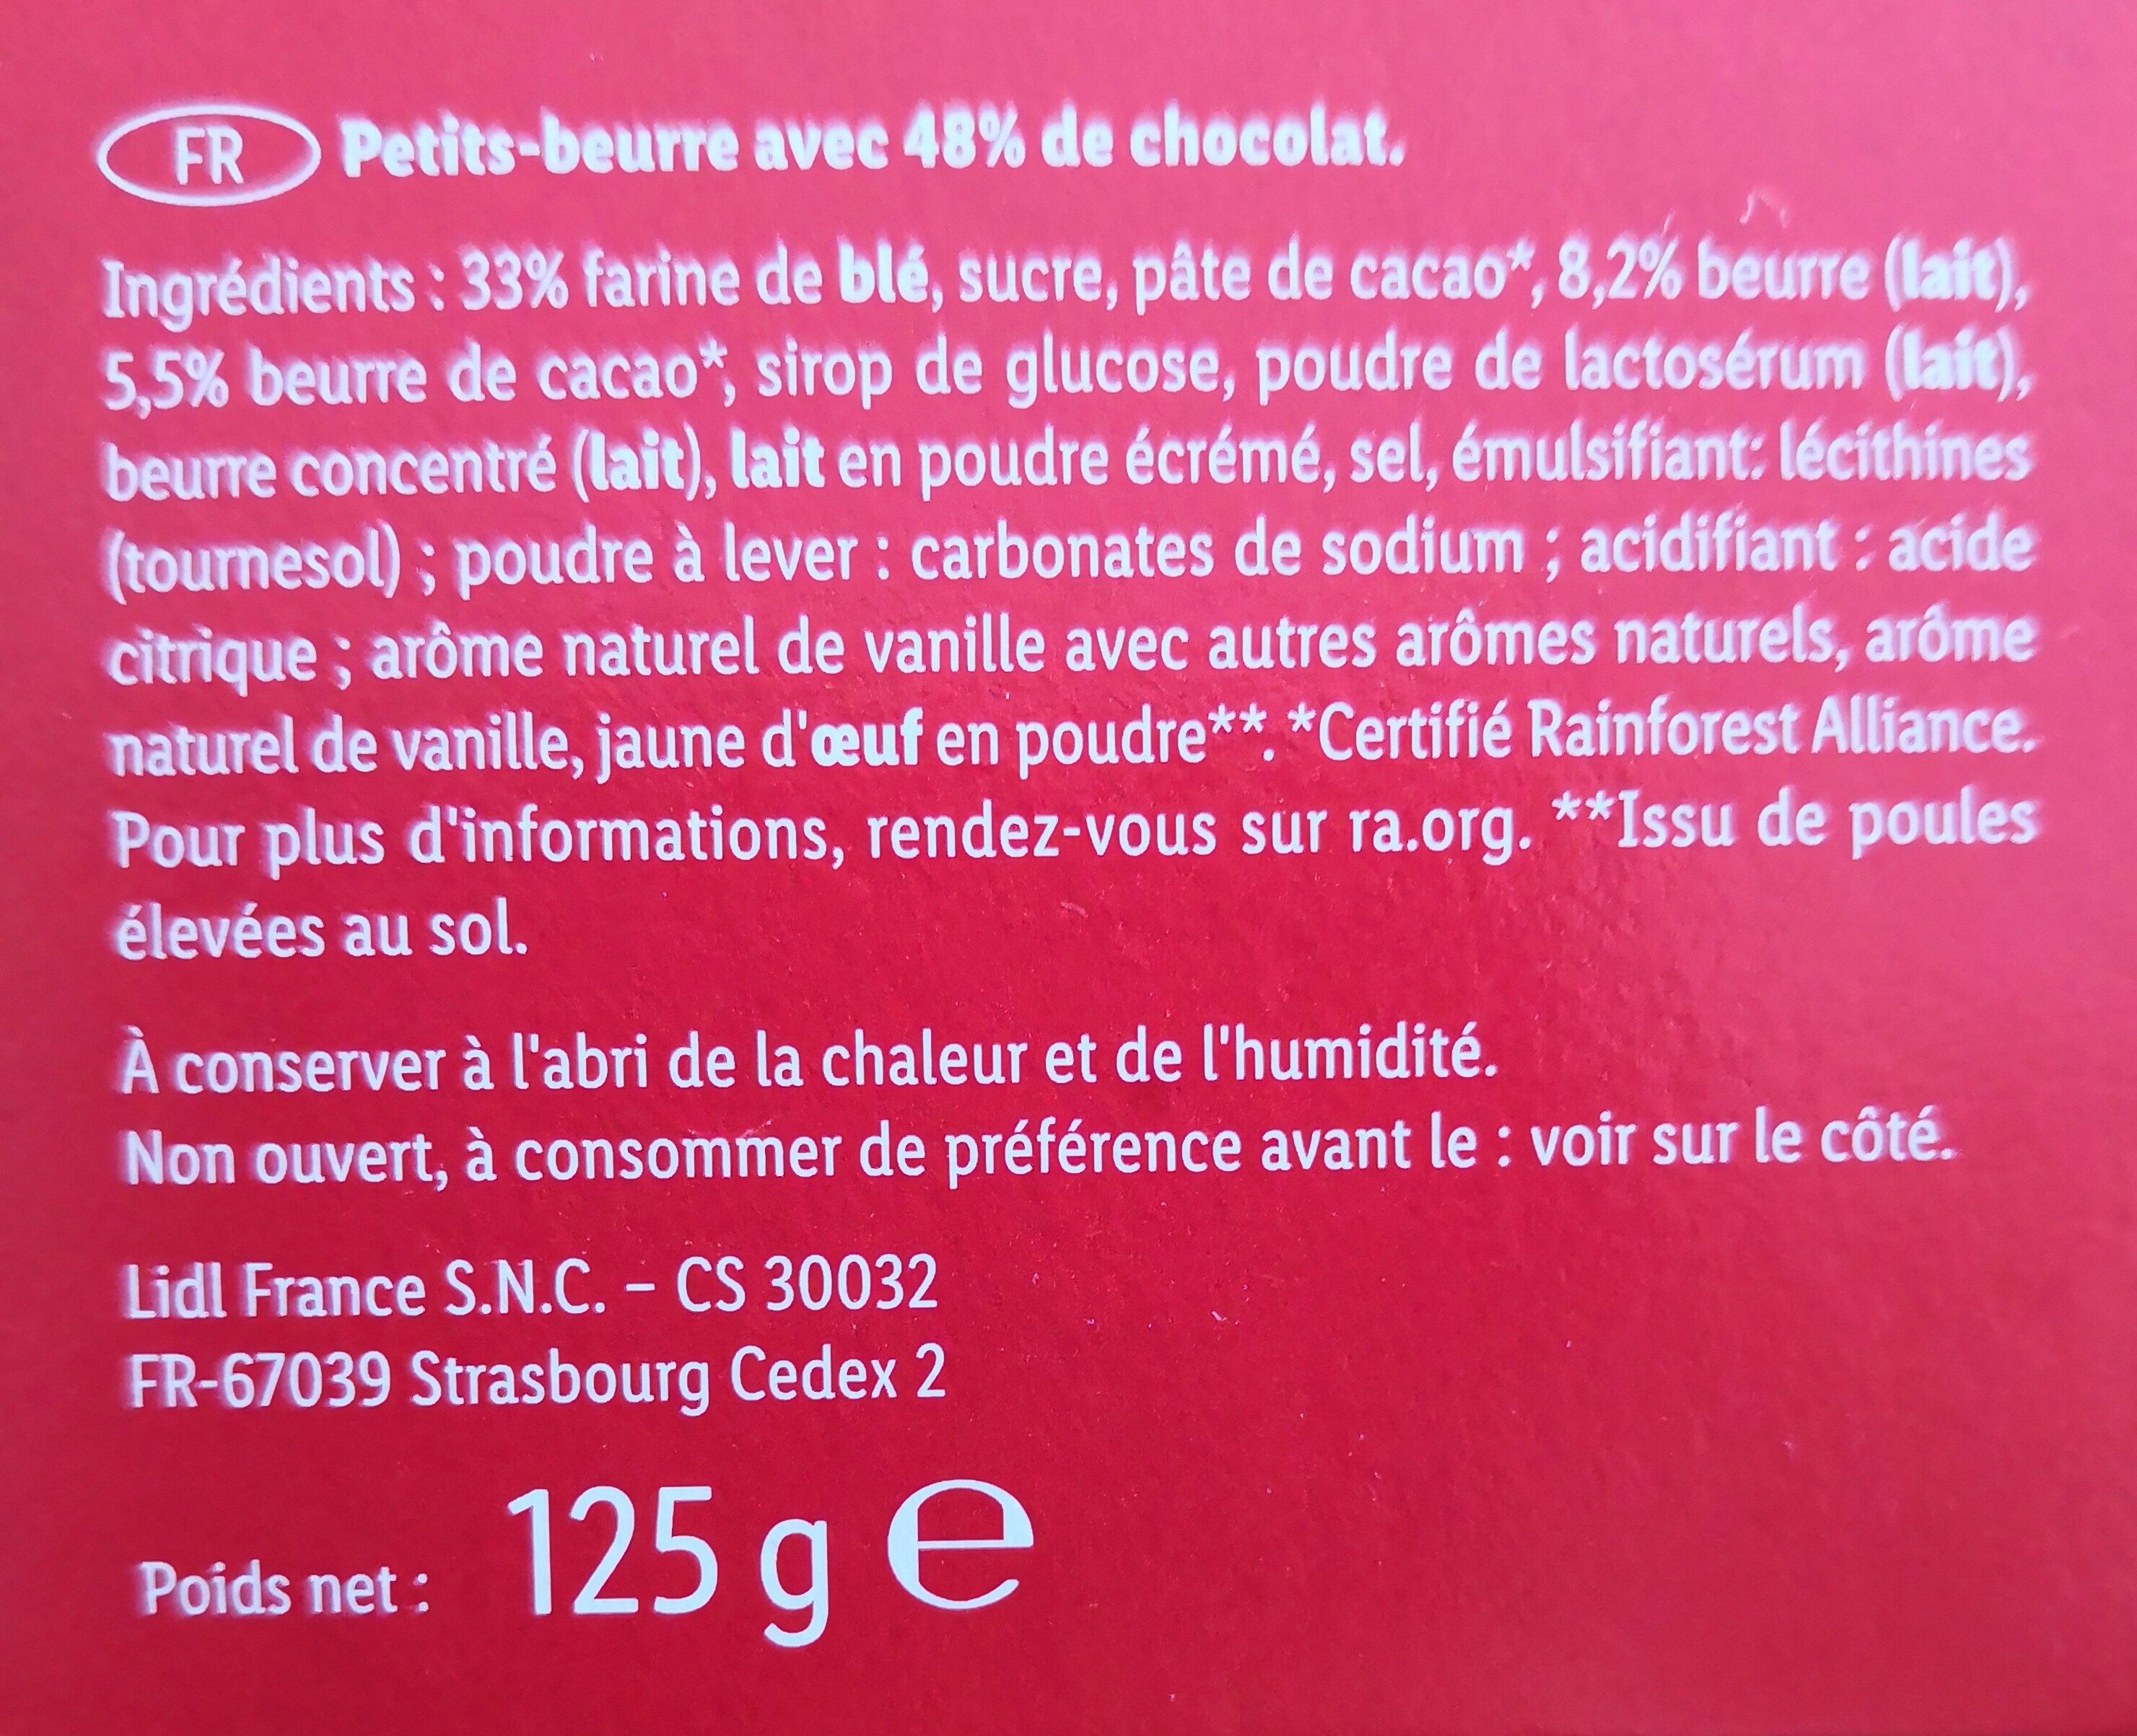 FR Petits-beurre avec 48% de chocolat.
Ingrédients : 33% farine de blé, sucre, pâte de cacao*, 8,2% beurre (lait),
5,5% beurre de cacao*, sirop de glucose, poudre de lactosérum (lait),
beurre concentré (lait), lait en poudre écrémé, sel, émulsifiant: lécithines
(tournesol) ; poudre à lever : carbonates de sodium ; acidifiant : acide
citrique ; arôme naturel de vanille avec autres arômes naturels, arôme
naturel de vanille, jaune d'œuf en poudre**. *Certifié Rainforest Alliance.
Pour plus d'informations, rendez-vous sur ra.org. **Issu de poules
élevées au sol.
À conserver à l'abri de la chaleur et de l'humidité.
Non ouvert, à consommer de préférence avant le : voir sur le côté.
Lidl France S.N.C. – CS 30032
FR-67039 Strasbourg Cedex 2
Poids net : 125 g e